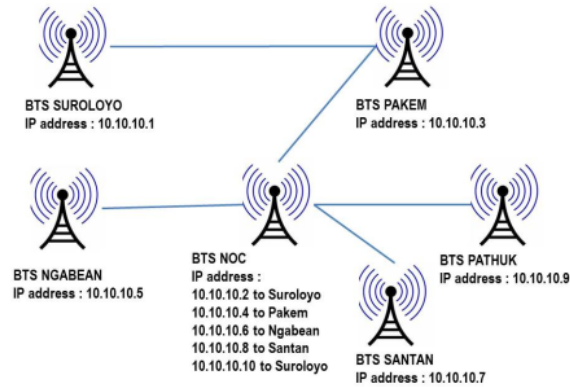 BTS SUROLOYO
IP address : 10.10.10.1
BTS PAKEM
IP address : 10.10.10.3
BTS NGABEAN
IP address : 10.10.10.5
BTS NOC
IP address :
10.10.10.2 to Suroloyo
10.10.10.4 to Pakem
10.10.10.6 to Ngabean
10.10.10.8 to Santan
10.10.10.10 to Suroloyo
BTS PATHUK
IP address : 10.10.10.9
BTS SANTAN
IP address : 10.10.10.7